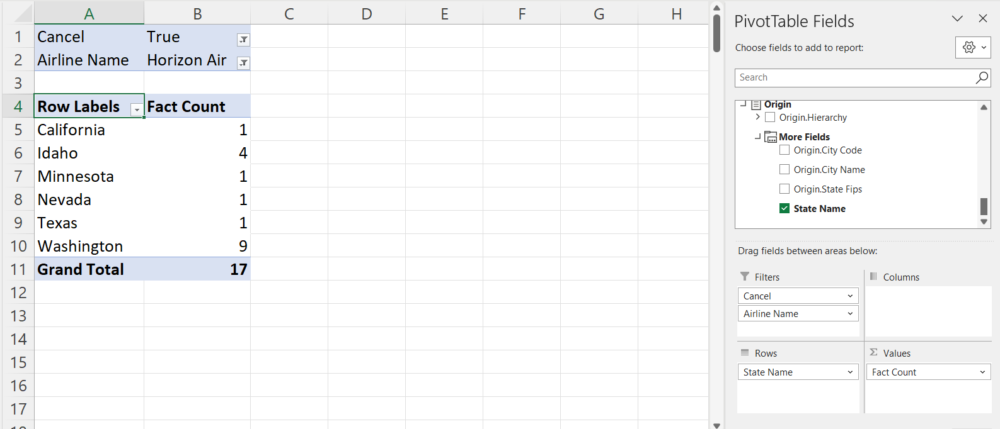 A B C D E F G H
1 Cancel True
2 Airline Name Horizon Air
3
4 Row Labels Fact Count
5 California 1
6 Idaho 4
7 Minnesota 1
8 Nevada 1
9 Texas 1
10 Washington 9
11 Grand Total 17
12
13
14
15
16
17
18
PivotTable Fields
Choose fields to add to report:
Search
Origin
Origin.Hierarchy
More Fields
Origin.City Code
Origin.City Name
Origin.State Fips
State Name
Drag fields between areas below:
Filters
Cancel
Airline Name
Columns
Rows
State Name
Σ Values
Fact Count